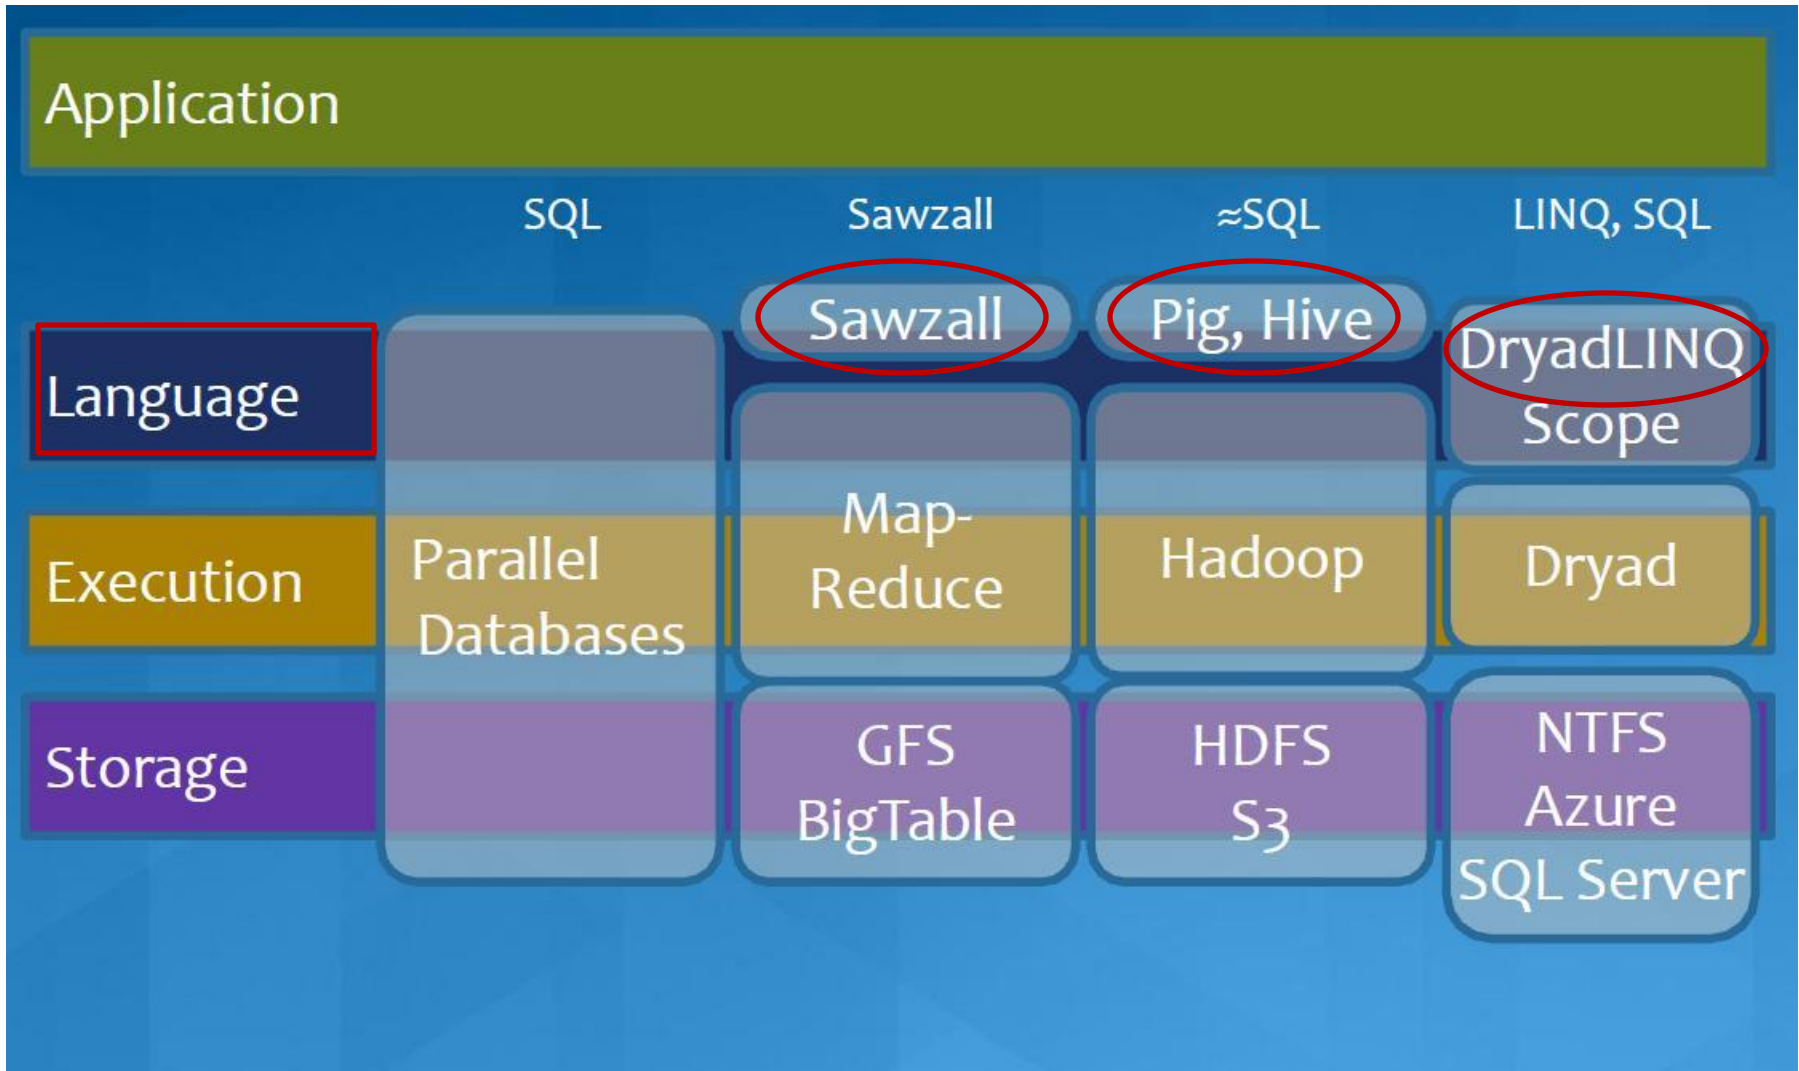 Application
SQL
Sawzall
≈SQL
LINQ, SQL
Language
Sawzall
Pig, Hive
DryadLINQ
Scope
Execution
Parallel
Databases
Map-
Reduce
Hadoop
Dryad
Storage
GFS
BigTable
HDFS
S3
NTFS
Azure
SQL Server